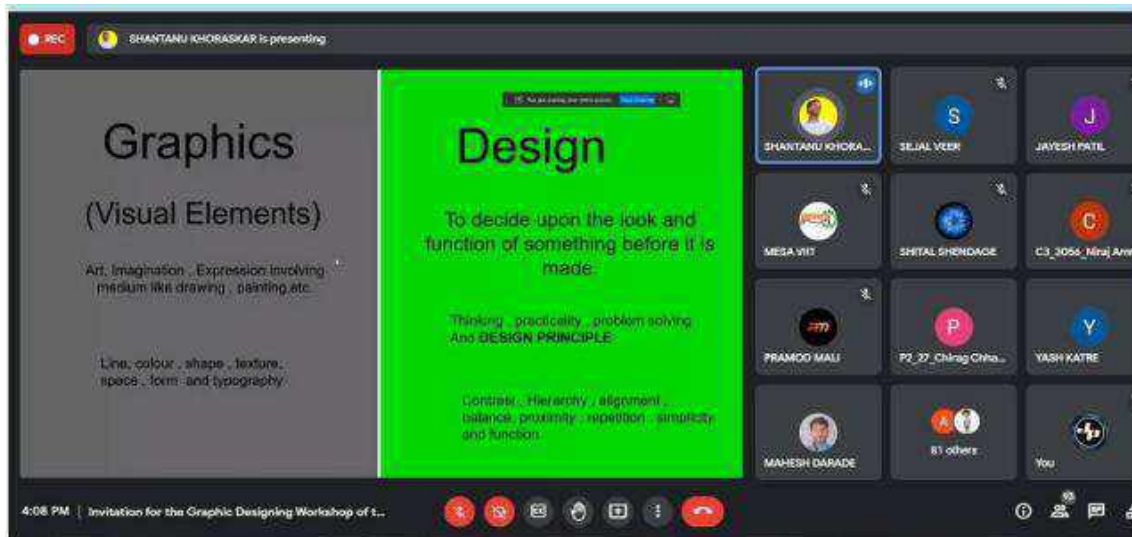 REC
SHANTANU KHORASKAR is presenting
Graphics
(Visual Elements)
Art, Imagination , Expression Involving
medium like drawing , painting,etc.
Line, colour , shape , texture,
space , form and typography
Design
To decide upon the look and
function of something before it is
made.
Thinking , practicality , problem solving
And DESIGN PRINCIPLE
Contrast , Hierarchy , alignment ,
balance, proximity , repetition , simplicity
and function.
SHANTANU KHORA...
S
SEJAL VEER
J
JAYESH PATIL
MESA VIIT
SHITAL SHENDAGE
C
C3_3056_Niraj
PRAMOD MALI
P
P2_27_Chirag Chha...
Y
YASH KATRE
MAHESH DARADE
A
81 others
You
4:08 PM | Invitation for the Graphic Designing Workshop of t...